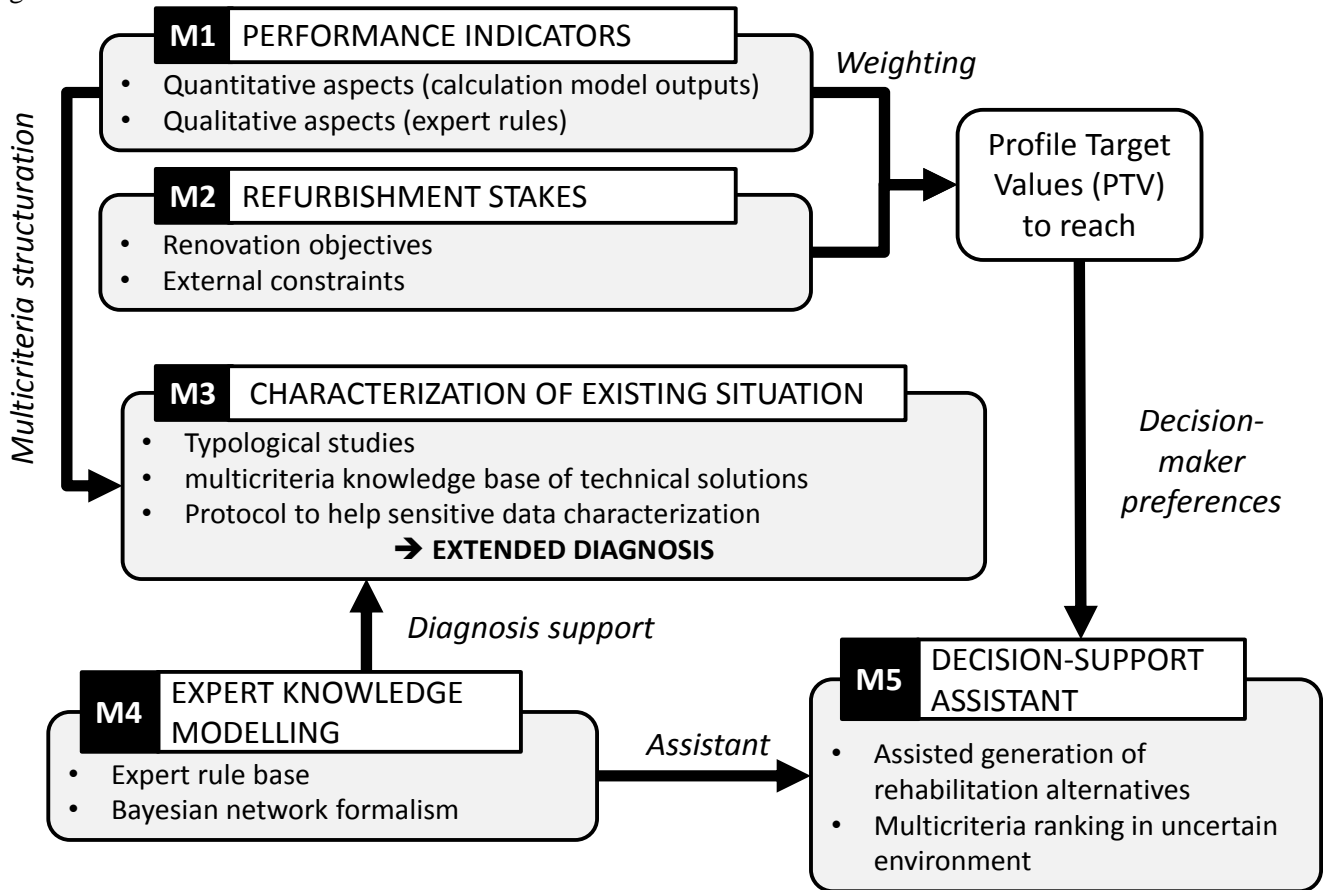 M1 PERFORMANCE INDICATORS
• Quantitative aspects (calculation model outputs)
• Qualitative aspects (expert rules)
Weighting
Multicriteria structuration
M2 REFURBISHMENT STAKES
• Renovation objectives
• External constraints
Profile Target
Values (PTV)
to reach
M3 CHARACTERIZATION OF EXISTING SITUATION
• Typological studies
• multicriteria knowledge base of technical solutions
• Protocol to help sensitive data characterization
➔ EXTENDED DIAGNOSIS
Decision-
maker
preferences
Diagnosis support
M4 EXPERT KNOWLEDGE
MODELLING
• Expert rule base
• Bayesian network formalism
Assistant
M5 DECISION-SUPPORT
ASSISTANT
• Assisted generation of
rehabilitation alternatives
• Multicriteria ranking in uncertain
environment